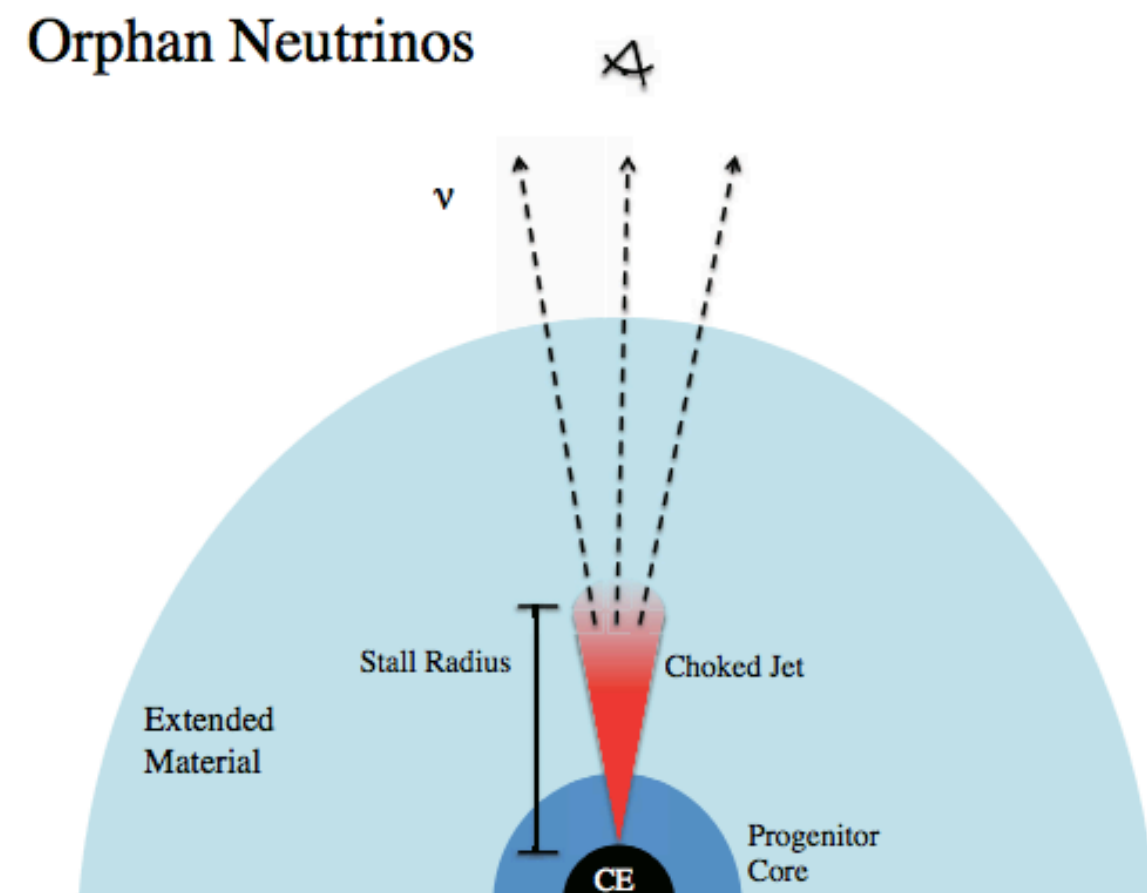 Orphan Neutrinos
ν
Stall Radius
Choked Jet
Extended
Material
Progenitor
Core
CE